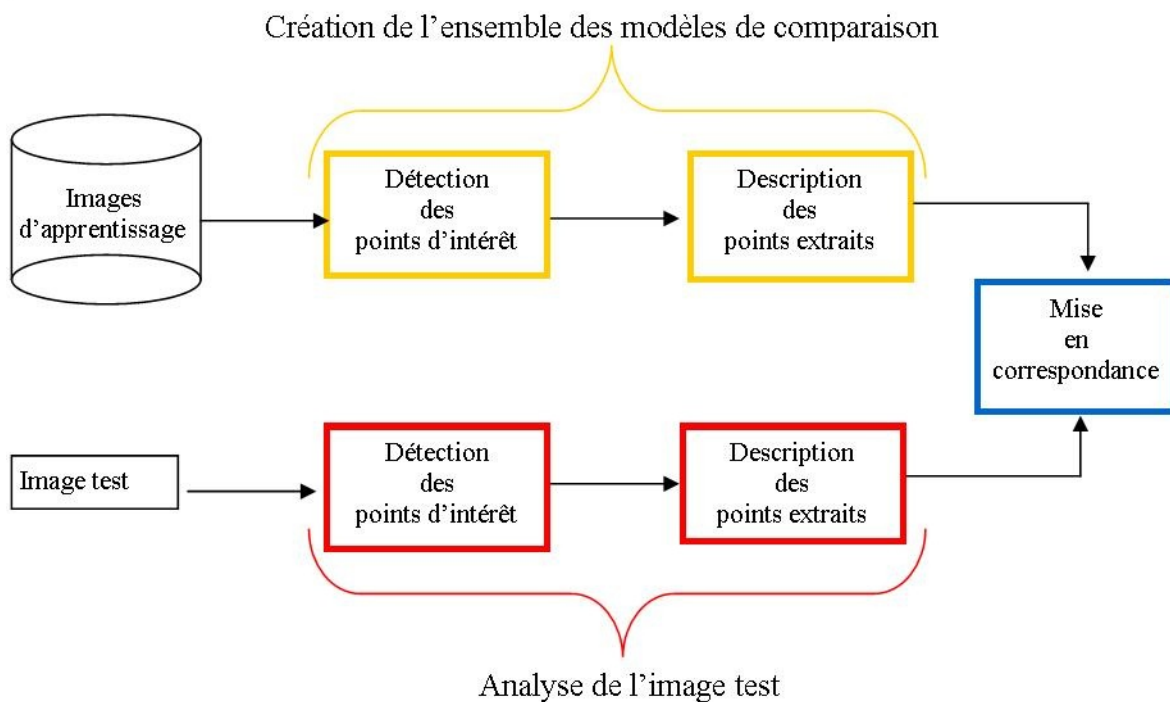 Création de l’ensemble des modèles de comparaison
Images
d’apprentissage
Détection
des
points d’intérêt
Description
des
points extraits
Mise
en
correspondance
Image test
Détection
des
points d’intérêt
Description
des
points extraits
Analyse de l’image test